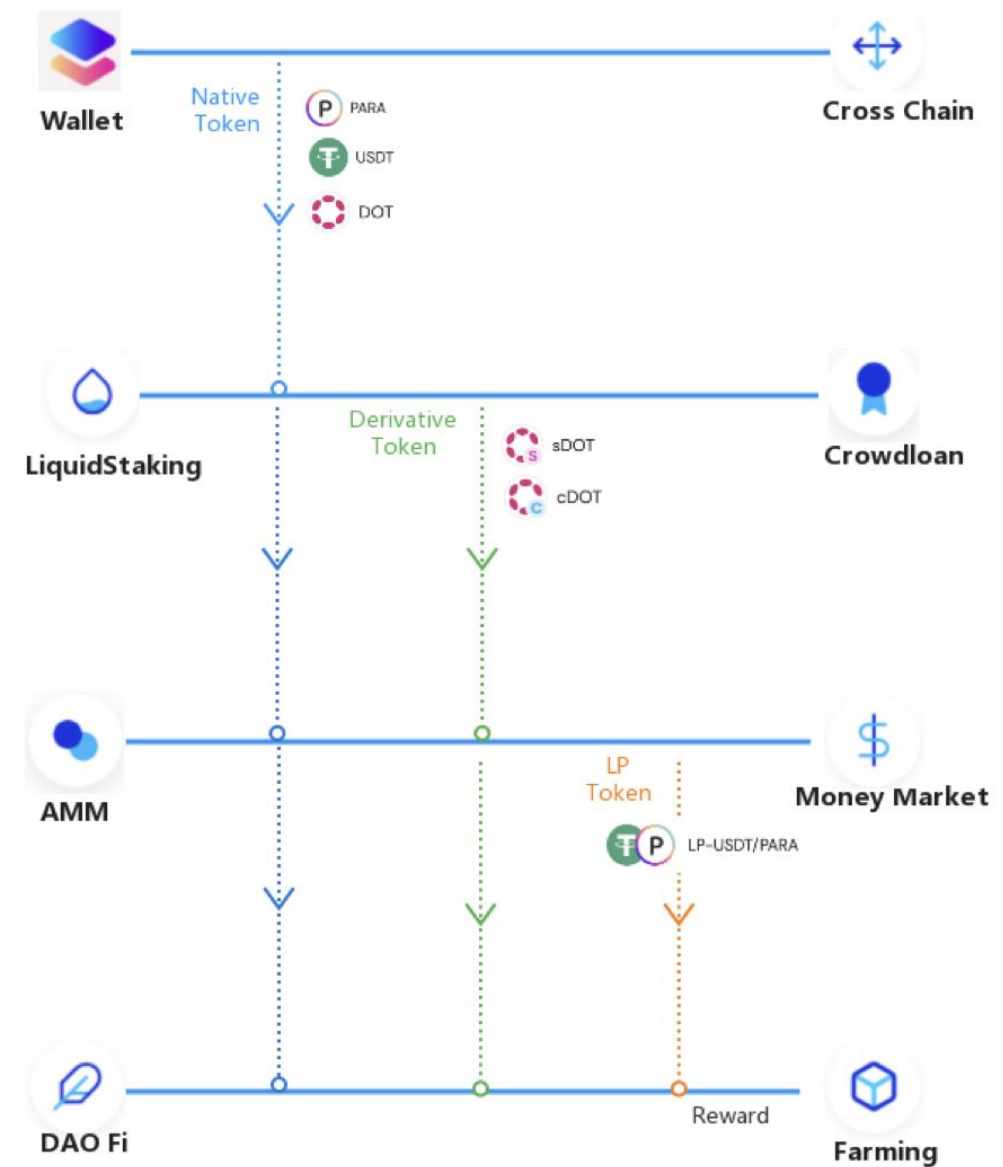 Wallet
Cross Chain
Native
Token
P PARA
USDT
DOT
LiquidStaking
Crowdloan
Derivative
Token
S sDOT
C cDOT
AMM
Money Market
LP
Token
P LP-USDT/PARA
DAO Fi
Reward
Farming